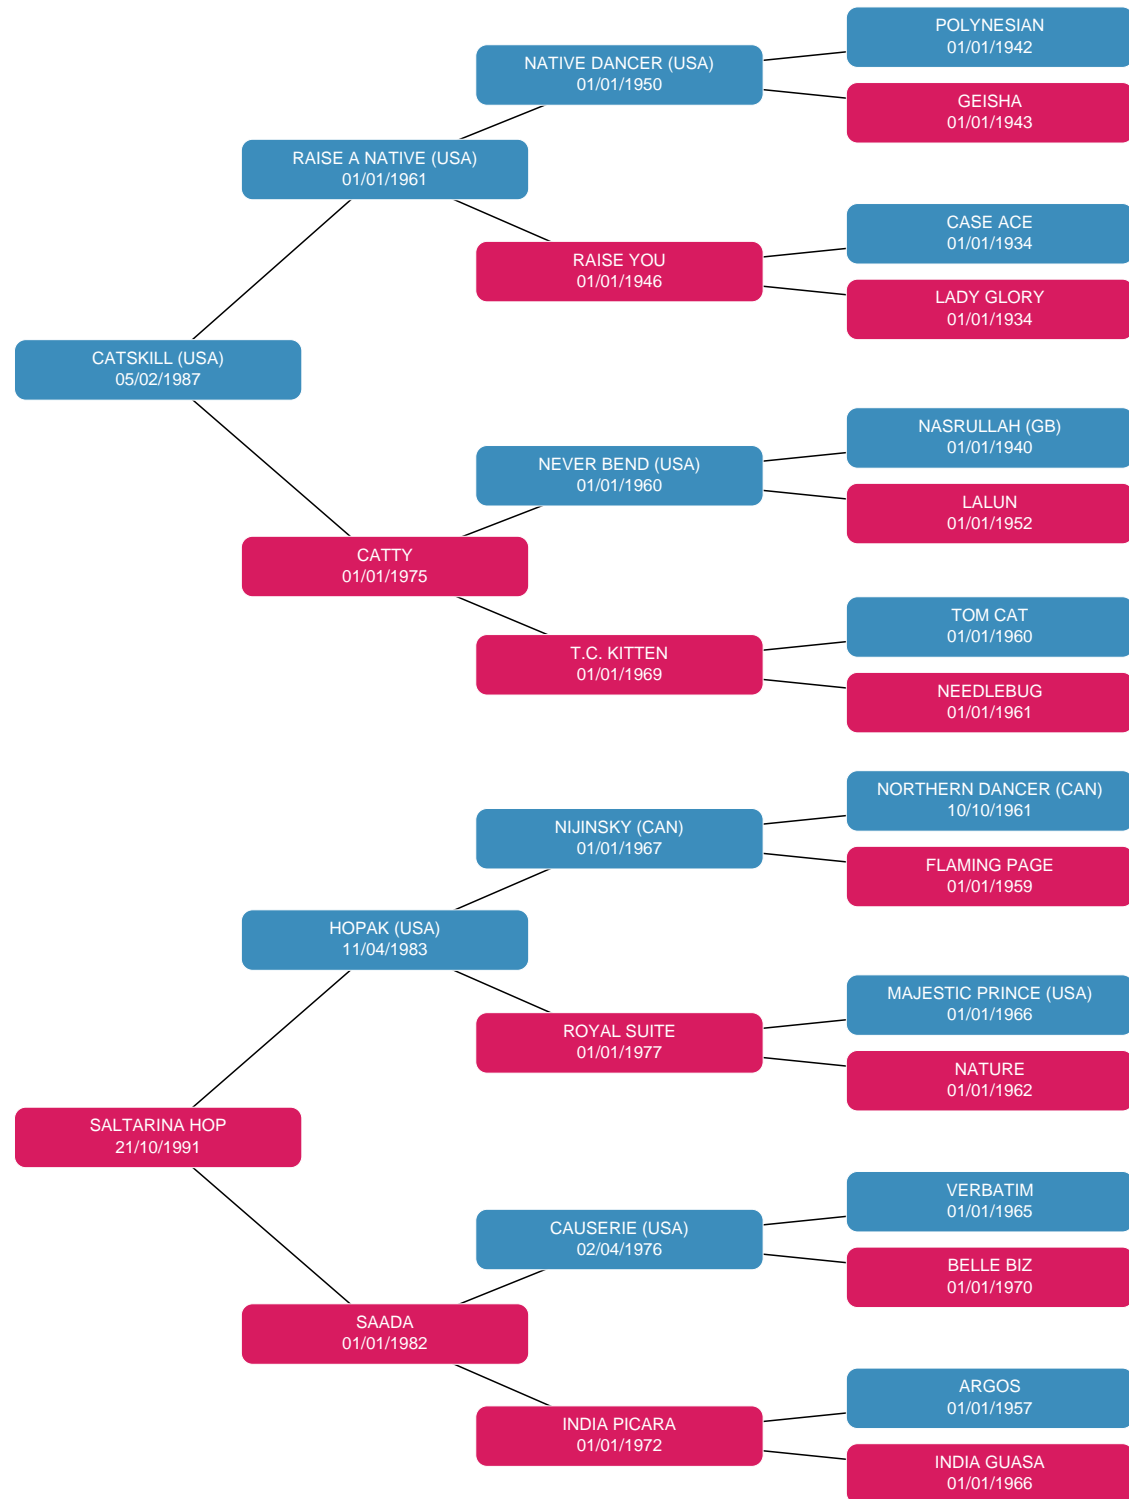 POLYNESIAN
01/01/1942
NATIVE DANCER (USA)
01/01/1950
GEISHA
01/01/1943
RAISE A NATIVE (USA)
01/01/1961
CASE ACE
01/01/1934
RAISE YOU
01/01/1946
LADY GLORY
01/01/1934
CATSKILL (USA)
05/02/1987
NASRULLAH (GB)
01/01/1940
NEVER BEND (USA)
01/01/1960
LALUN
01/01/1952
CATTY
01/01/1975
TOM CAT
01/01/1960
T.C. KITTEN
01/01/1969
NEEDLEBUG
01/01/1961
NORTHERN DANCER (CAN)
10/10/1961
NIJINSKY (CAN)
01/01/1967
FLAMING PAGE
01/01/1959
HOPAK (USA)
11/04/1983
MAJESTIC PRINCE (USA)
01/01/1966
ROYAL SUITE
01/01/1977
NATURE
01/01/1962
SALTARINA HOP
21/10/1991
VERBATIM
01/01/1965
CAUSERIE (USA)
02/04/1976
BELLE BIZ
01/01/1970
SAADA
01/01/1982
ARGOS
01/01/1957
INDIA PICARA
01/01/1972
INDIA GUASA
01/01/1966